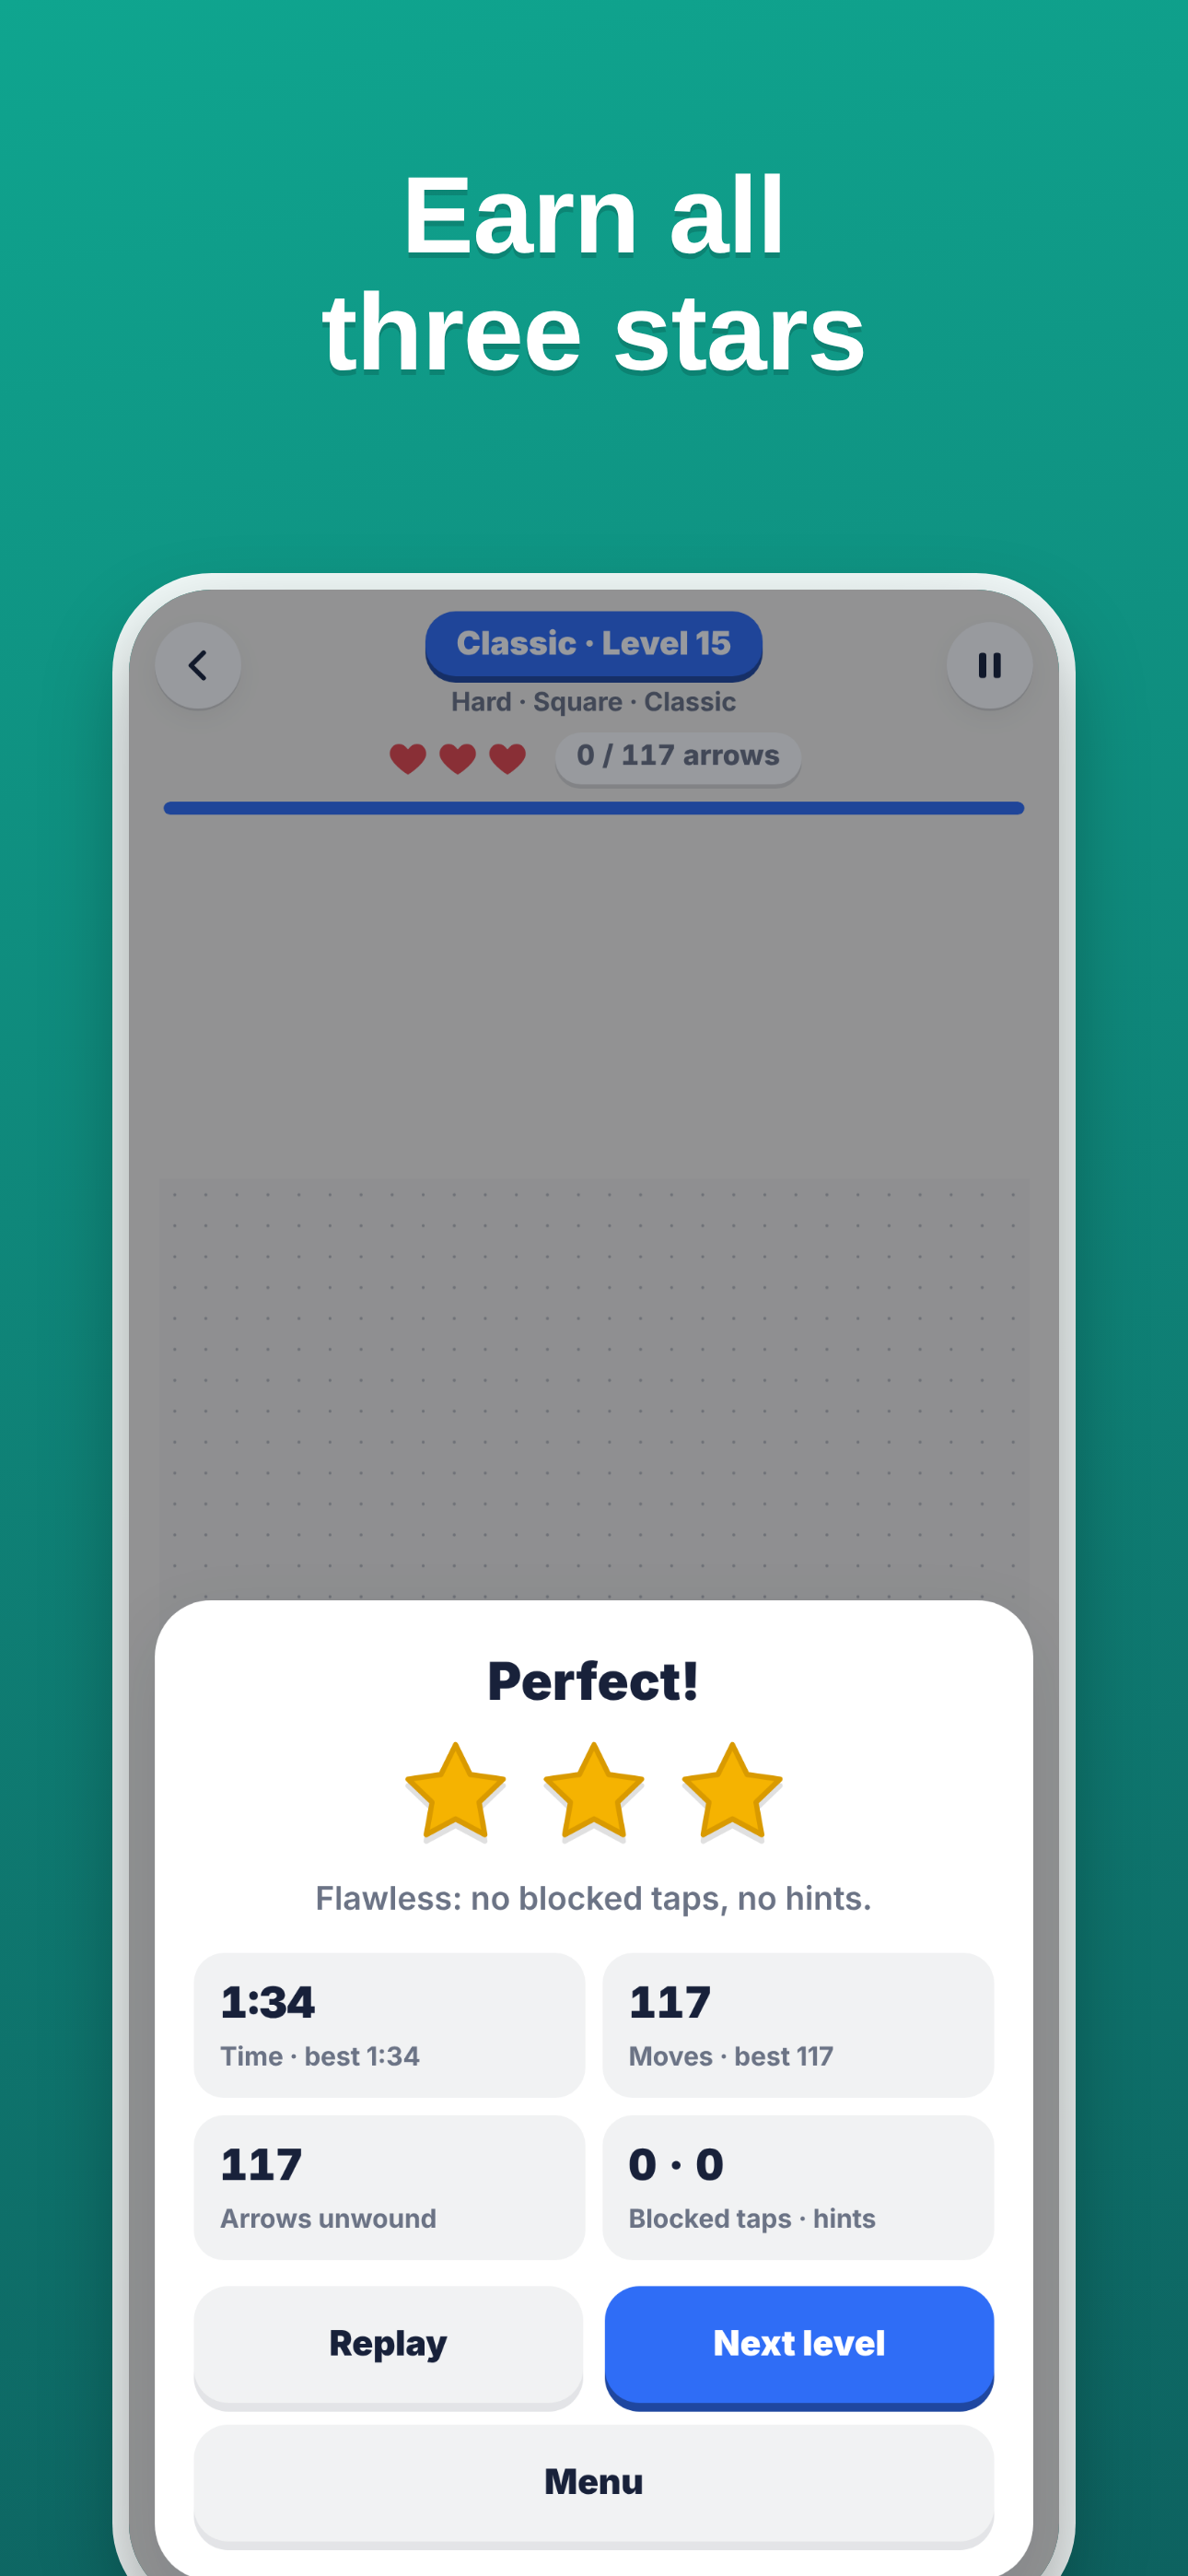 Earn all
three stars
Classic · Level 15
Hard · Square · Classic
0 / 117 arrows
Perfect!
Flawless: no blocked taps, no hints.
1:34
Time · best 1:34
117
Moves · best 117
117
Arrows unwound
0 · 0
Blocked taps · hints
Replay
Next level
Menu